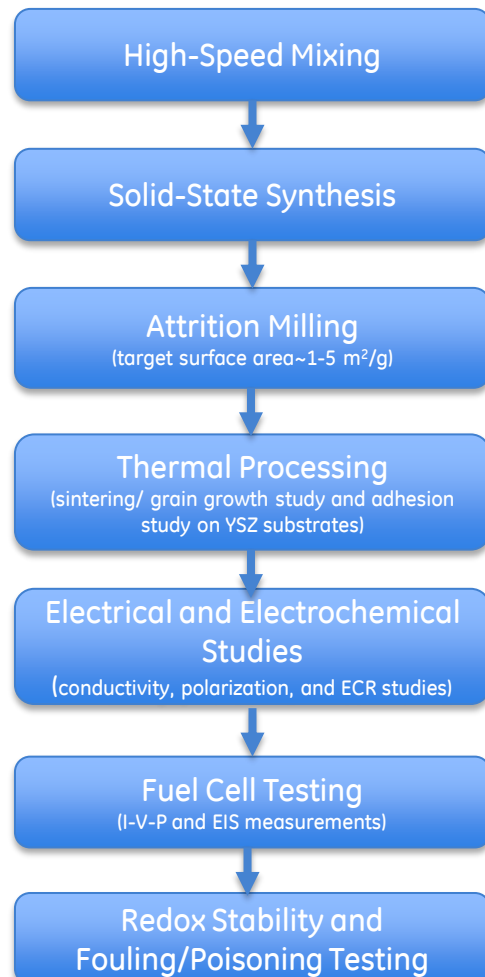 High-Speed Mixing
Solid-State Synthesis
Attrition Milling
(target surface area~1-5 m²/g)
Thermal Processing
(sintering/ grain growth study and adhesion
study on YSZ substrates)
Electrical and Electrochemical
Studies
(conductivity, polarization, and ECR studies)
Fuel Cell Testing
(I-V-P and EIS measurements)
Redox Stability and
Fouling/Poisoning Testing